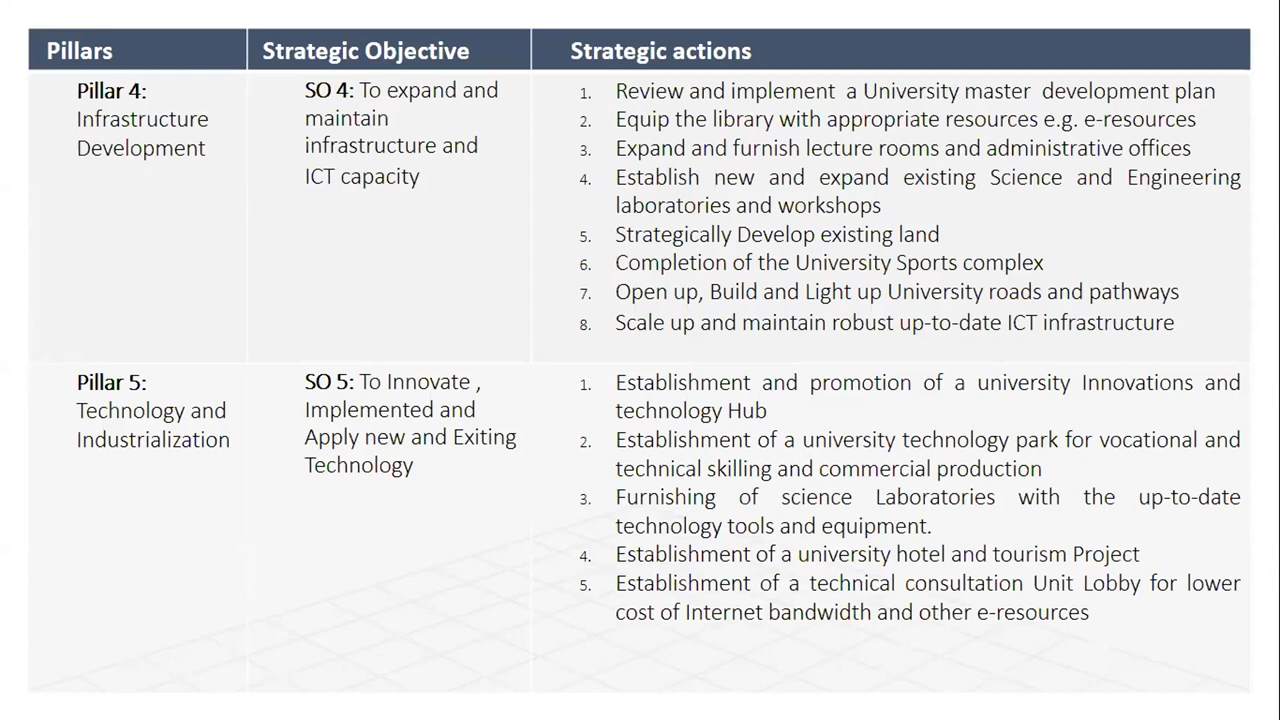 Pillars
Strategic Objective
Strategic actions
Pillar 4:
Infrastructure
Development
SO 4: To expand and
maintain
infrastructure and
ICT capacity
1. Review and implement a University master development plan
2. Equip the library with appropriate resources e.g. e-resources
3. Expand and furnish lecture rooms and administrative offices
4. Establish new and expand existing Science and Engineering
laboratories and workshops
5. Strategically Develop existing land
6. Completion of the University Sports complex
7. Open up, Build and Light up University roads and pathways
8. Scale up and maintain robust up-to-date ICT infrastructure
Pillar 5:
Technology and
Industrialization
SO 5: To Innovate ,
Implemented and
Apply new and Exiting
Technology
1. Establishment and promotion of a university Innovations and
technology Hub
2. Establishment of a university technology park for vocational and
technical skilling and commercial production
3. Furnishing of science Laboratories with the up-to-date
technology tools and equipment.
4. Establishment of a university hotel and tourism Project
5. Establishment of a technical consultation Unit Lobby for lower
cost of Internet bandwidth and other e-resources